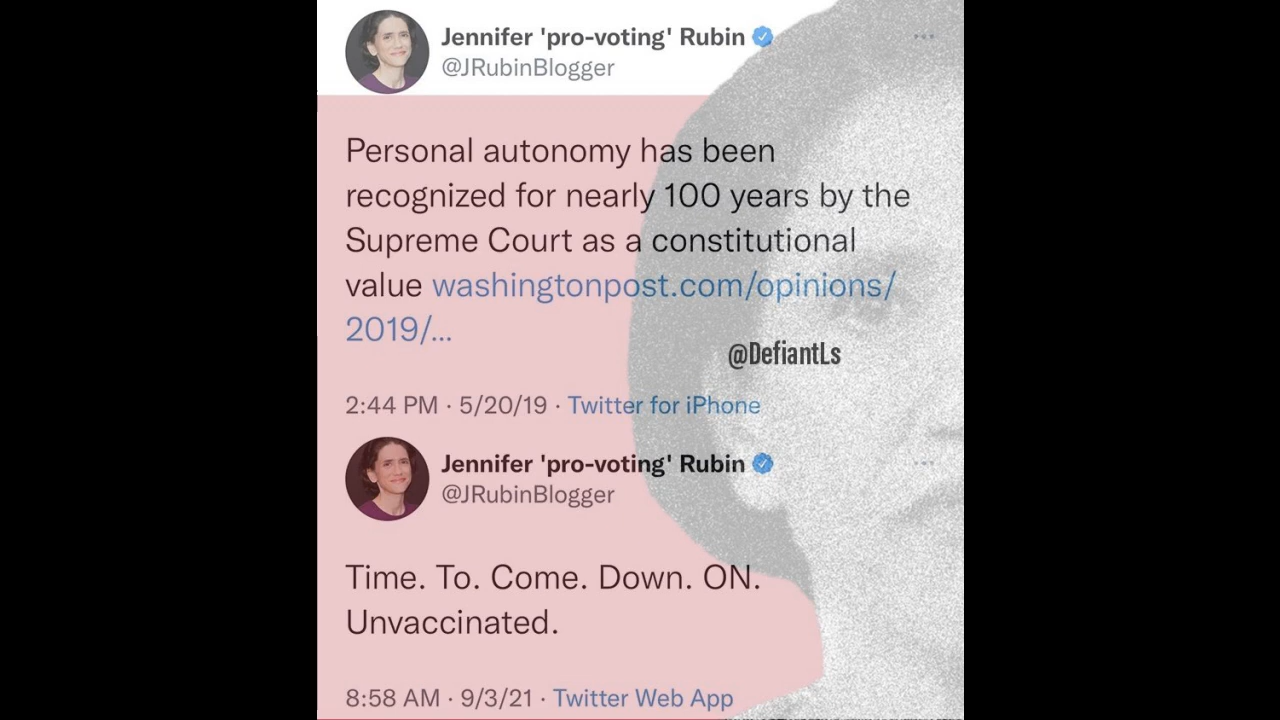 Jennifer 'pro-voting' Rubin
@JRubinBlogger
Personal autonomy has been
recognized for nearly 100 years by the
Supreme Court as a constitutional
value washingtonpost.com/opinions/
2019/...
@DefiantLs
2:44 PM · 5/20/19 · Twitter for iPhone
Jennifer 'pro-voting' Rubin
@JRubinBlogger
Time. To. Come. Down. ON.
Unvaccinated.
8:58 AM · 9/3/21 · Twitter Web App